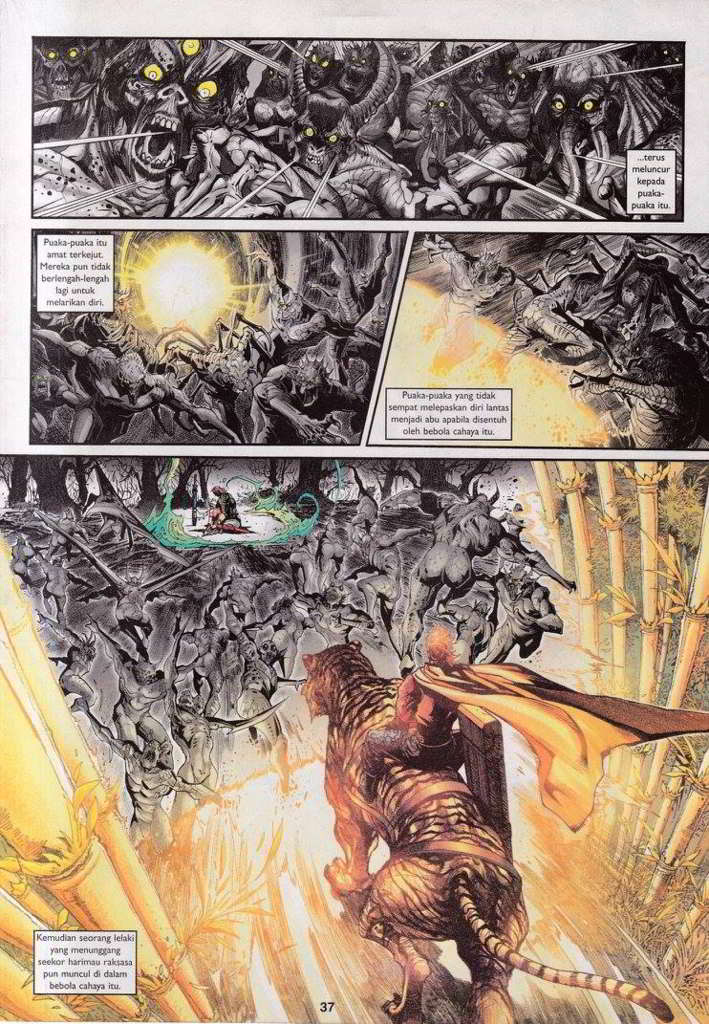 ...terus
meluncur
kepada
puaka-
puaka itu.
Puaka-puaka itu
amat terkejut.
Mereka pun tidak
berlengah-lengah
lagi untuk
melarikan diri.
Puaka-puaka yang tidak
sempat melepaskan diri lantas
menjadi abu apabila disentuh
oleh bebola cahaya itu.
Kemudian seorang lelaki
yang menunggang
seekor harimau raksasa
pun muncul di dalam
bebola cahaya itu.
37